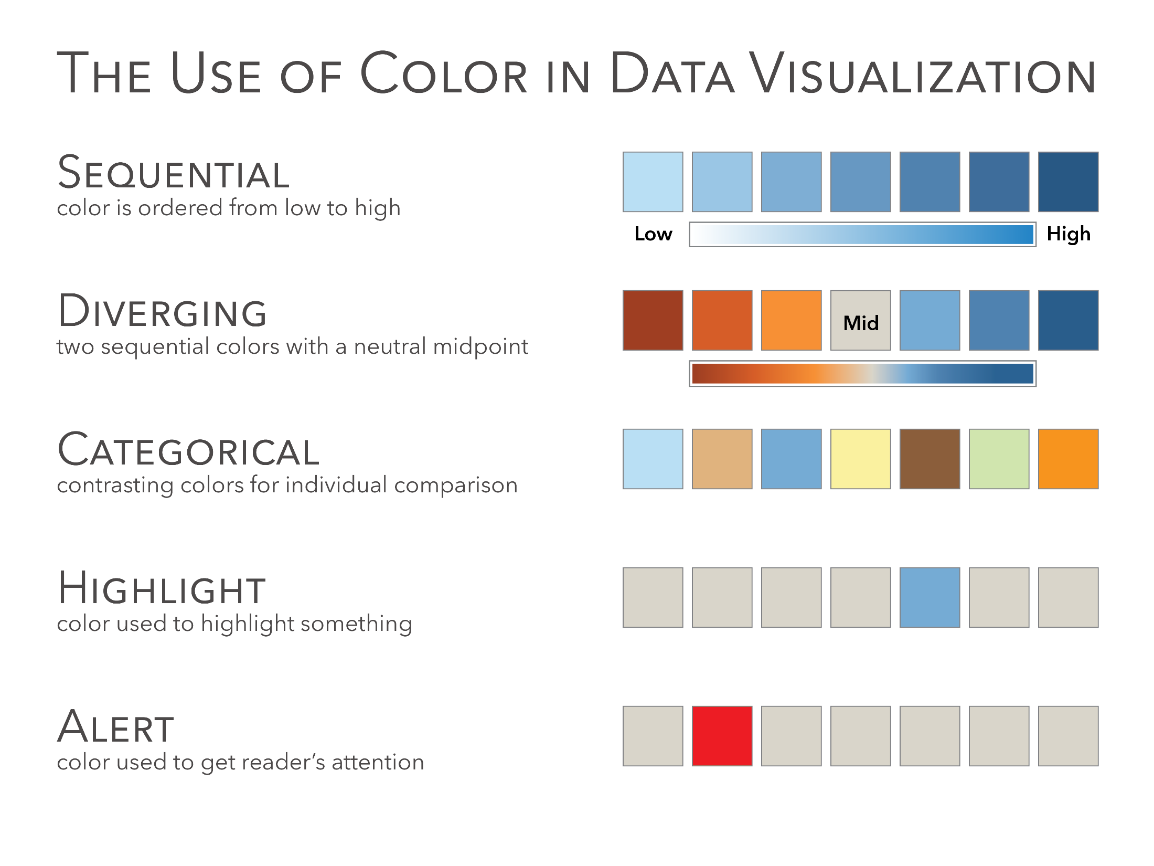 The Use of Color in Data Visualization
Sequential
color is ordered from low to high
Low High
Diverging
two sequential colors with a neutral midpoint
Mid
Categorical
contrasting colors for individual comparison
Highlight
color used to highlight something
Alert
color used to get reader’s attention